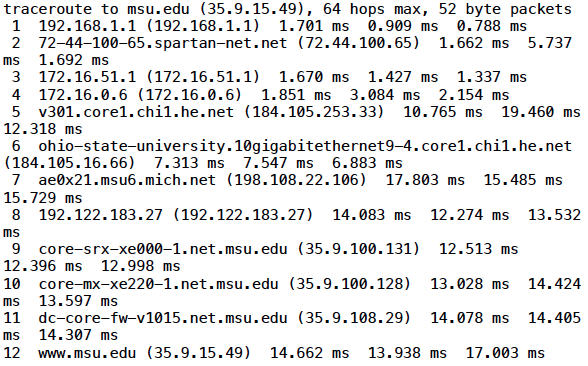 traceroute to msu.edu (35.9.15.49), 64 hops max, 52 byte packets
 1  192.168.1.1 (192.168.1.1)  1.701 ms  0.909 ms  0.788 ms
 2  72-44-100-65.spartan-net.net (72.44.100.65)  1.662 ms  5.737
ms  1.692 ms
 3  172.16.51.1 (172.16.51.1)  1.670 ms  1.427 ms  1.337 ms
 4  172.16.0.6 (172.16.0.6)  1.851 ms  3.084 ms  2.154 ms
 5  v301.core1.chi1.he.net (184.105.253.33)  10.765 ms  19.460 ms
12.318 ms
 6  ohio-state-university.10gigabitethernet9-4.core1.chi1.he.net
(184.105.16.66)  7.313 ms  7.547 ms  6.883 ms
 7  ae0x21.msu6.mich.net (198.108.22.106)  17.803 ms  15.485 ms
15.729 ms
 8  192.122.183.27 (192.122.183.27)  14.083 ms  12.274 ms  13.532
ms
 9  core-srx-xe000-1.net.msu.edu (35.9.100.131)  12.513 ms
12.396 ms  12.998 ms
10  core-mx-xe220-1.net.msu.edu (35.9.100.128)  13.028 ms  14.424
ms  13.597 ms
11  dc-core-fw-v1015.net.msu.edu (35.9.108.29)  14.078 ms  14.405
ms  14.307 ms
12  www.msu.edu (35.9.15.49)  14.662 ms  13.938 ms  17.003 ms